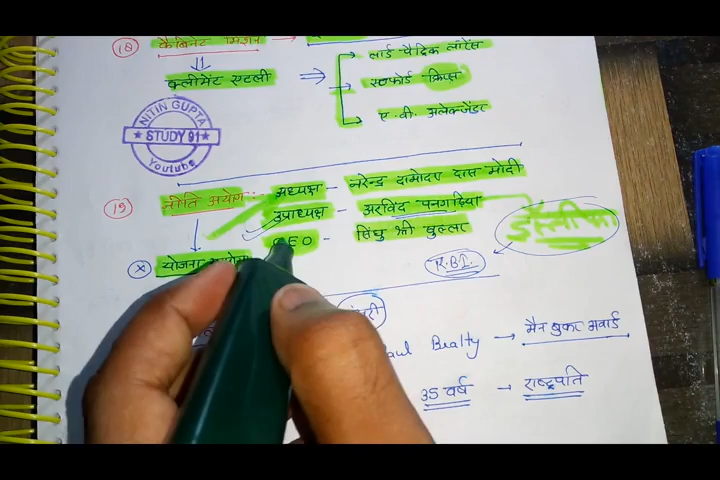 (18) कैबिनेट मिशन →
लार्ड पैथिक लारेंस
क्लीमेंट एटली ⇒ स्टफोर्ड क्रिप्स
ए. वी. अलेक्जेंडर
NITIN GUPTA
STUDY 91
Youtube
(19) नीति आयोग :- अध्यक्ष - नरेन्द्र दामोदर दास मोदी
उपाध्यक्ष - अरविंद पनगढिया इस्तीफा
CEO - सिंधु श्री खुल्लर
(x) योजना
R.B.I.
Paul Bealty → मैन बुकर अवार्ड
35 वर्ष → राष्ट्रपति